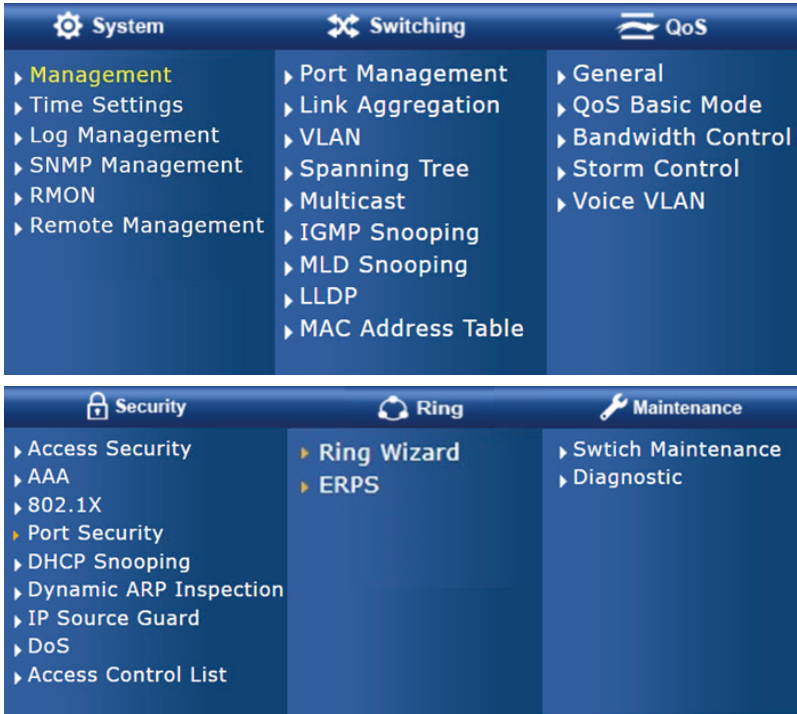 System
Management
Time Settings
Log Management
SNMP Management
RMON
Remote Management
Switching
Port Management
Link Aggregation
VLAN
Spanning Tree
Multicast
IGMP Snooping
MLD Snooping
LLDP
MAC Address Table
QoS
General
QoS Basic Mode
Bandwidth Control
Storm Control
Voice VLAN
Security
Access Security
AAA
802.1X
Port Security
DHCP Snooping
Dynamic ARP Inspection
IP Source Guard
DoS
Access Control List
Ring
Ring Wizard
ERPS
Maintenance
Swtich Maintenance
Diagnostic